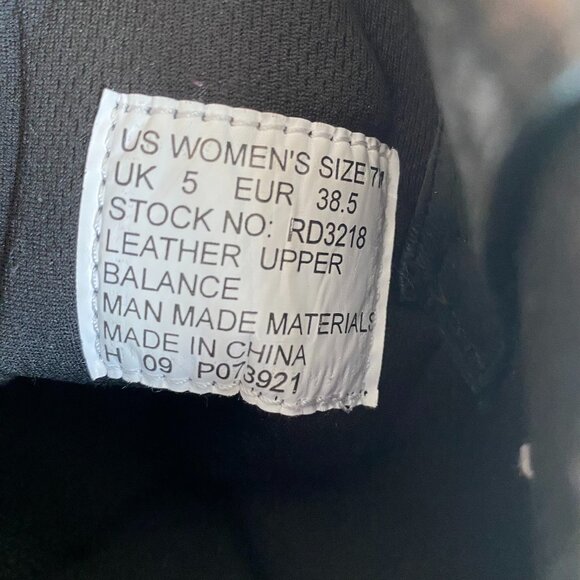 US WOMEN'S SIZE
UK 5 EUR 38.5
STOCK NO: RD3218
LEATHER UPPER
BALANCE
MAN MADE MATERIALS
MADE IN CHINA
H 09 P073921